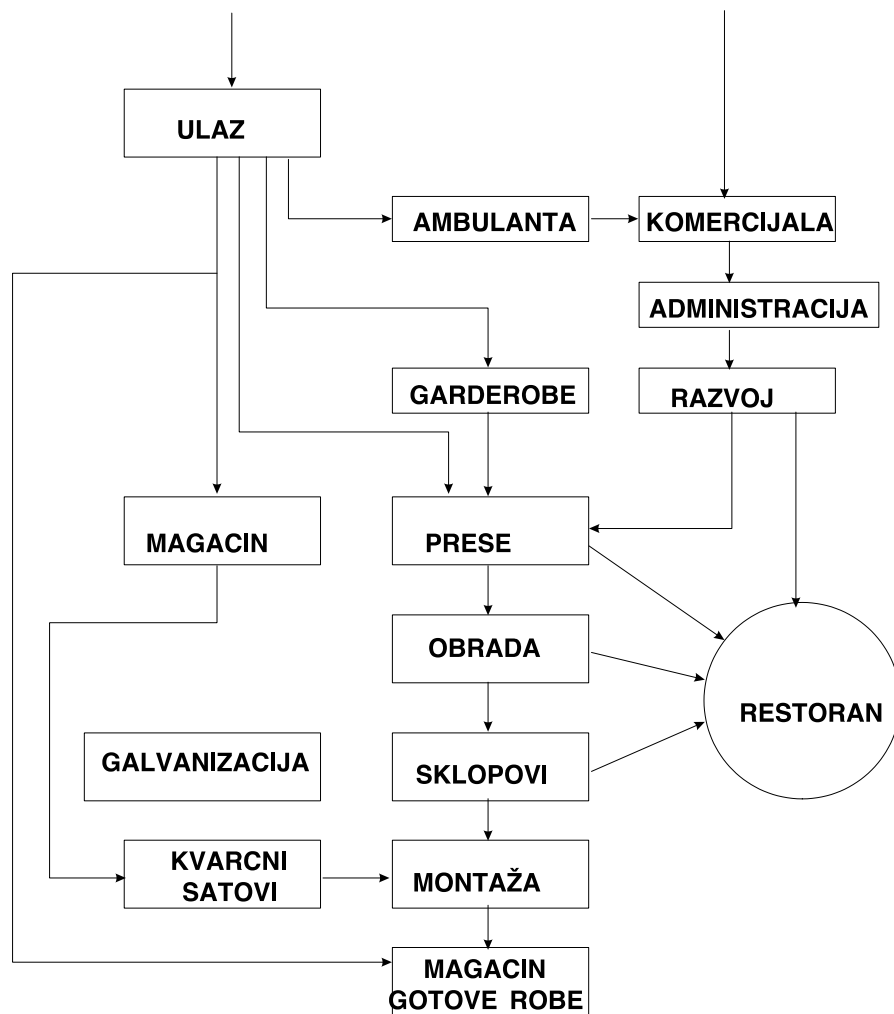 ULAZ
AMBULANTA
KOMERCIJALA
ADMINISTRACIJA
GARDEROBE
RAZVOJ
MAGACIN
PRESE
OBRADA
RESTORAN
GALVANIZACIJA
SKLOPOVI
KVARCNI
SATOVI
MONTAŽA
MAGACIN
GOTOVE ROBE